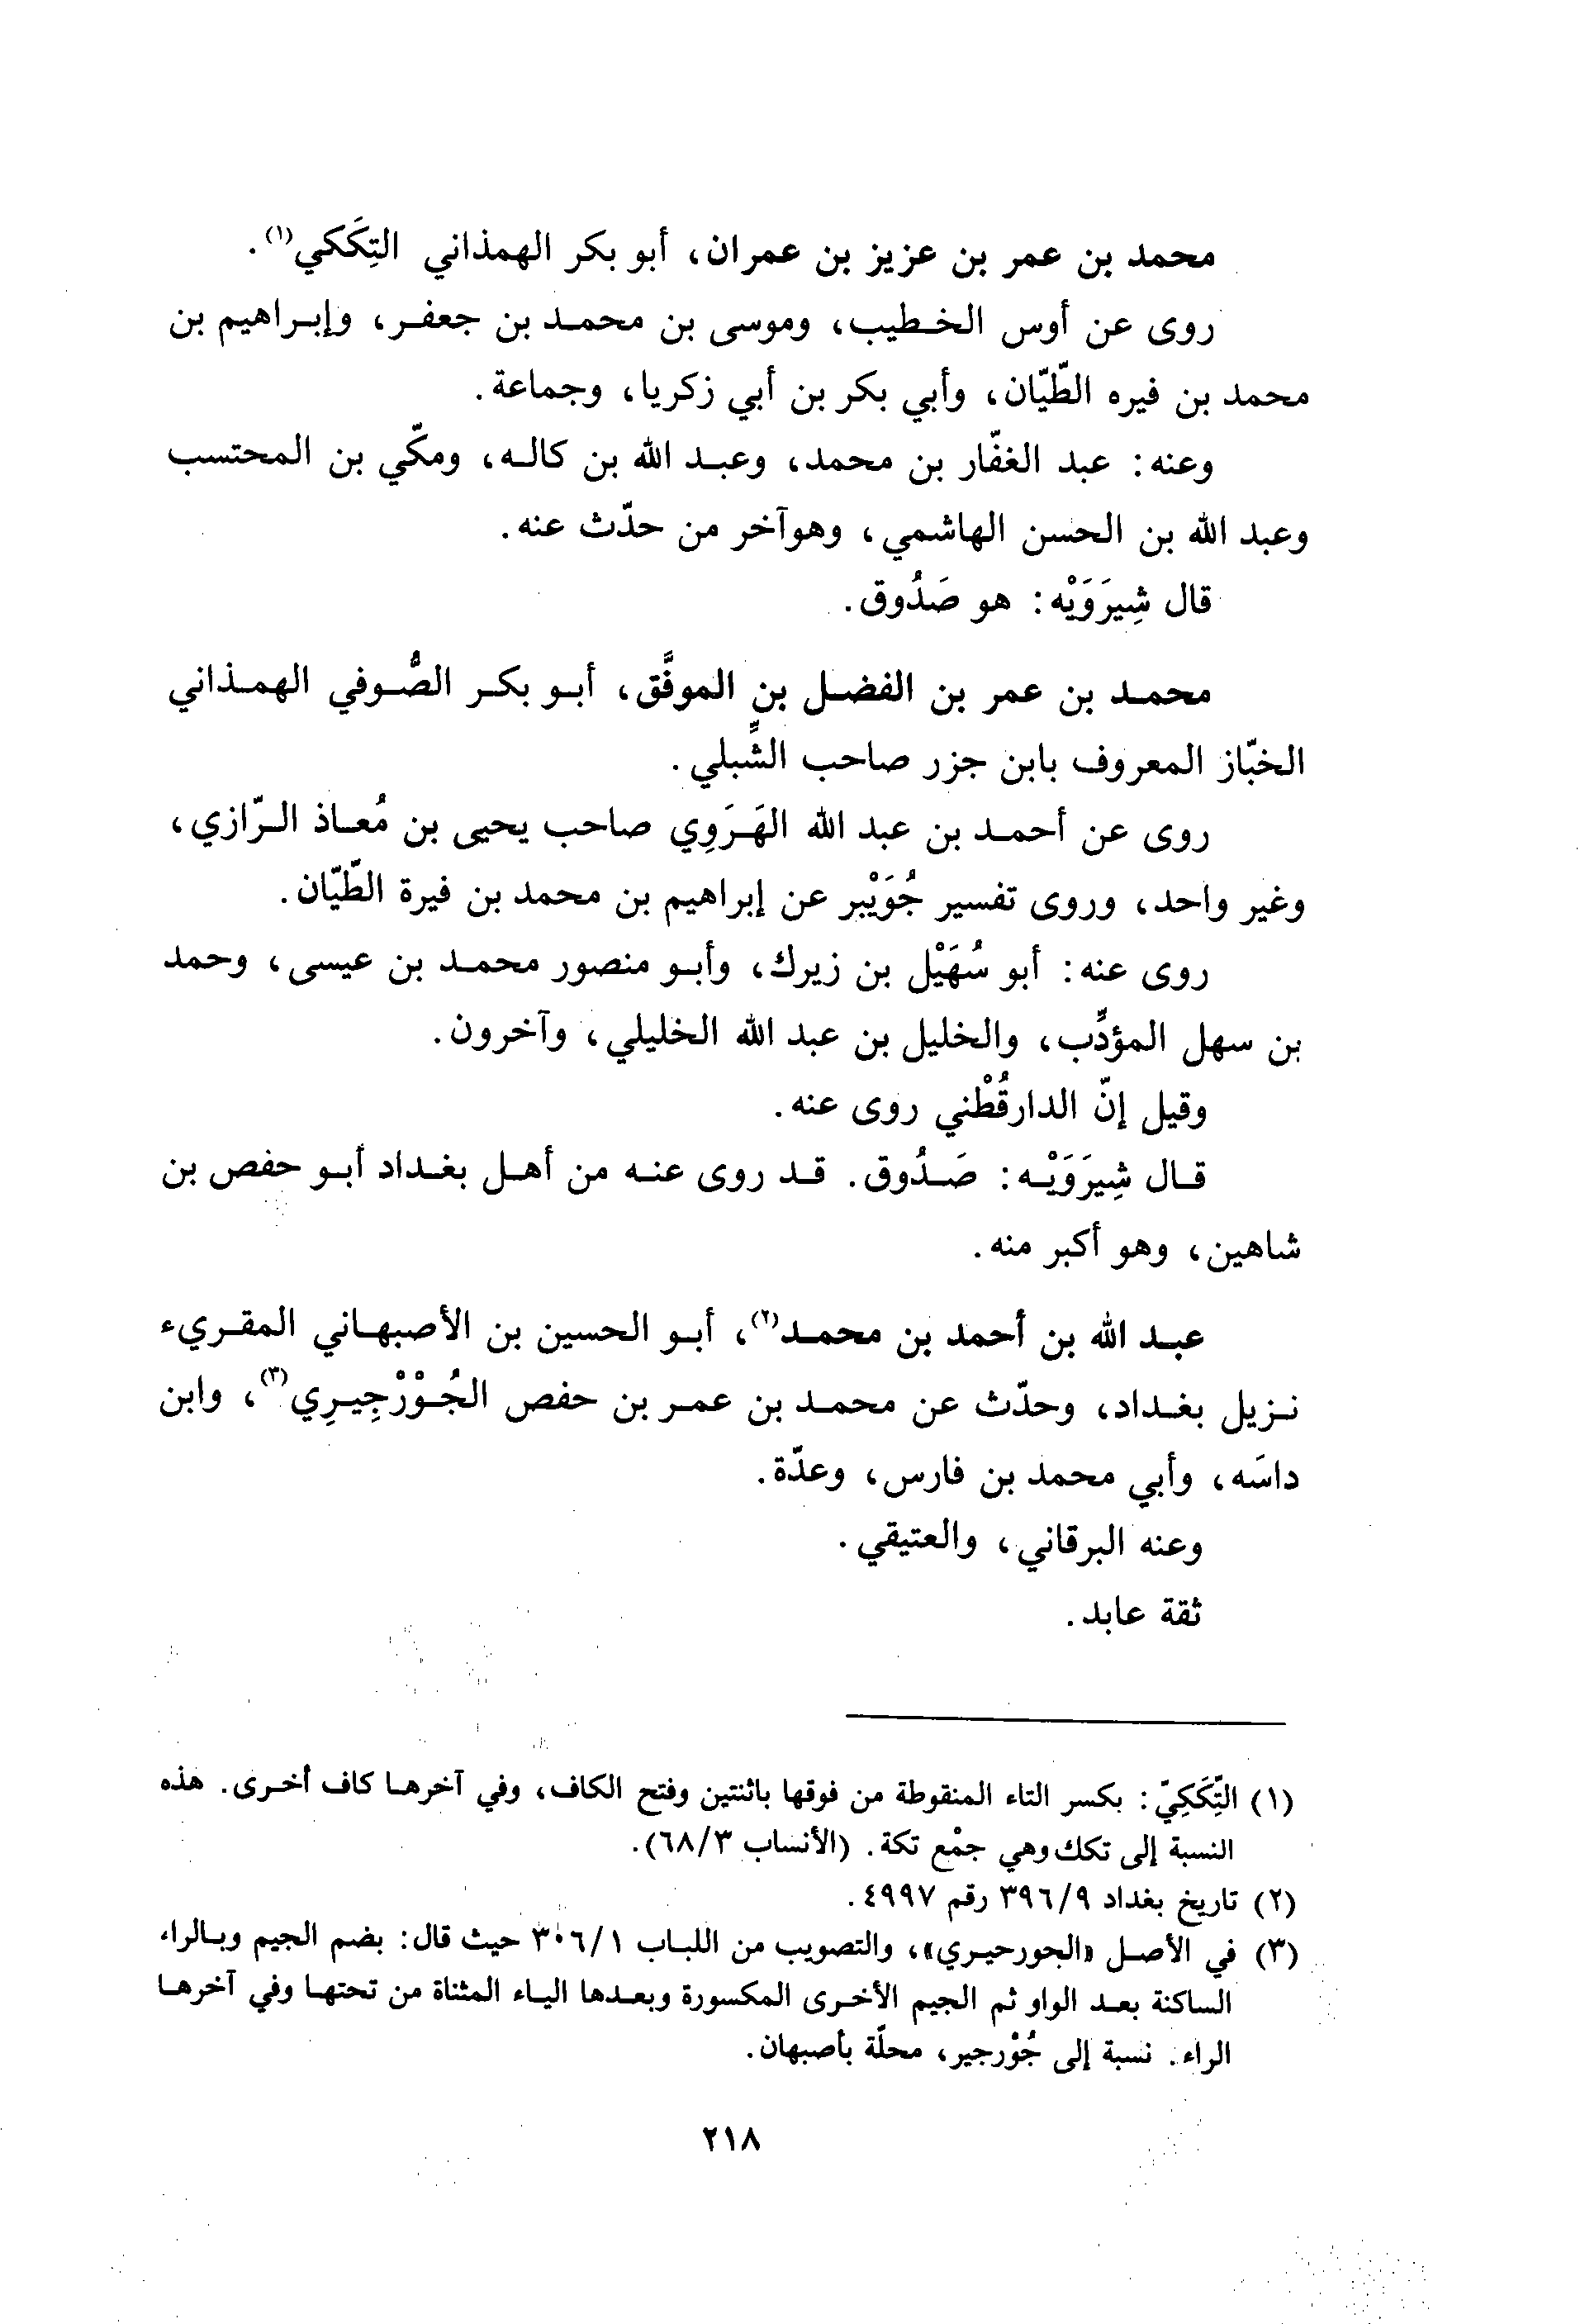 محمد بن عمر بن عزيز بن عمران، أبو بكر الهمذاني التِكَكي(١).
روى عن أوس الخطيب، وموسى بن محمد بن جعفر، وإبراهيم بن
محمد بن فيره الطّيّان، وأبي بكر بن أبي زكريا، وجماعة.
وعنه: عبد الغفّار بن محمد، وعبد الله بن كاله، ومكّي بن المحتسب
وعبد الله بن الحسن الهاشمي، وهوآخر من حدّث عنه.
قال شِيرَوَيْه: هو صَدُوق.
محمد بن عمر بن الفضل بن الموفَّق، أبو بكر الصُّوفي الهمذاني
الخبّاز المعروف بابن جزر صاحب الشِّبلي.
روى عن أحمد بن عبد الله الهَرَوِي صاحب يحيى بن مُعاذ الرّازي،
وغير واحد، وروى تفسير جُوَيْبر عن إبراهيم بن محمد بن فيرة الطّيّان.
روى عنه: أبو سُهَيْل بن زيرك، وأبو منصور محمد بن عيسى، وحمد
بن سهل المؤدِّب، والخليل بن عبد الله الخليلي، وآخرون.
وقيل إنّ الدارقُطْني روى عنه.
قال شِيرَوَيْه: صَدُوق. قد روى عنه من أهل بغداد أبو حفص بن
شاهين، وهو أكبر منه.
عبد الله بن أحمد بن محمد(٢)، أبو الحسين بن الأصبهاني المقريء
نزيل بغداد، وحدّث عن محمد بن عمر بن حفص الجُوْرْجِيرِي(٣)، وابن
داسَه، وأبي محمد بن فارس، وعدّة.
وعنه البرقاني، والعتيقي.
ثقة عابد.
(١) التِّكَكِيّ: بكسر التاء المنقوطة من فوقها باثنتين وفتح الكاف، وفي آخرها كاف أخرى. هذه
النسبة إلى تكك وهي جمْع تكة. (الأنساب ٦٨/٣).
(٢) تاريخ بغداد ٣٩٦/٩ رقم ٤٩٩٧.
(٣) في الأصل «الجورحيري»، والتصويب من اللباب ٣٠٦/١ حيث قال: بضم الجيم وبالراء
الساكنة بعد الواو ثم الجيم الأخرى المكسورة وبعدها الياء المثناة من تحتها وفي آخرها
الراء. نسبة إلى جُوْرجير، محلّة بأصبهان.
٢١٨